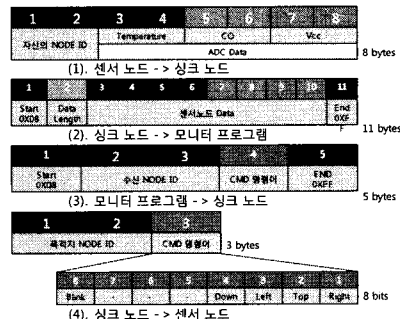 1 2 3 4 5 6 7 8
자신의 NODE ID Temperature CO Vcc
ADC Data
8 bytes
(1). 센서 노드 -> 싱크 노드
1 2 3 4 5 6 7 8 9 10 11
Start 0XD8 Data Length 센서노드 Data End 0XFF
11 bytes
(2). 싱크 노드 -> 모니터 프로그램
1 2 3 4 5
Start 0XD8 수신 NODE ID CMD 명령어 END 0XFF
5 bytes
(3). 모니터 프로그램 -> 싱크 노드
1 2 3
목적지 NODE ID CMD 명령어
3 bytes
8 7 6 5 4 3 2 1
Blank - - - Down Left Top Right
8 bits
(4). 싱크 노드 -> 센서 노드